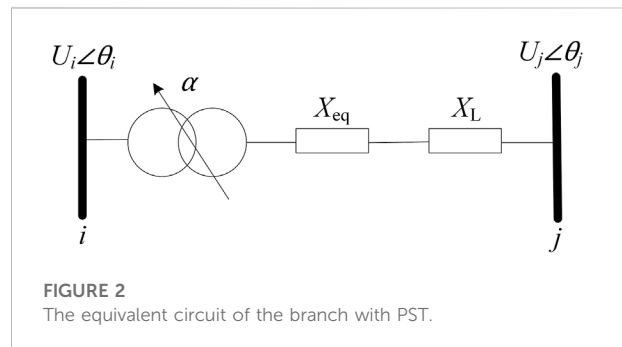 U_i∠θ_i
U_j∠θ_j
α
X_eq
X_L
i
j
FIGURE 2
The equivalent circuit of the branch with PST.